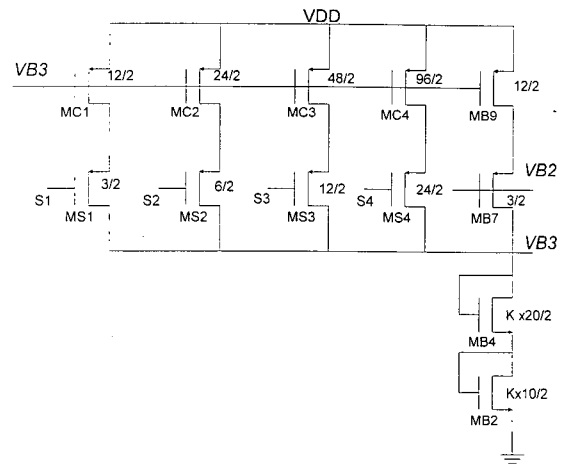 VDD
VB3
12/2
24/2
48/2
96/2
12/2
MC1
MC2
MC3
MC4
MB9
VB2
S1
3/2
S2
6/2
S3
12/2
S4
24/2
3/2
MS1
MS2
MS3
MS4
MB7
VB3
K x20/2
MB4
Kx10/2
MB2